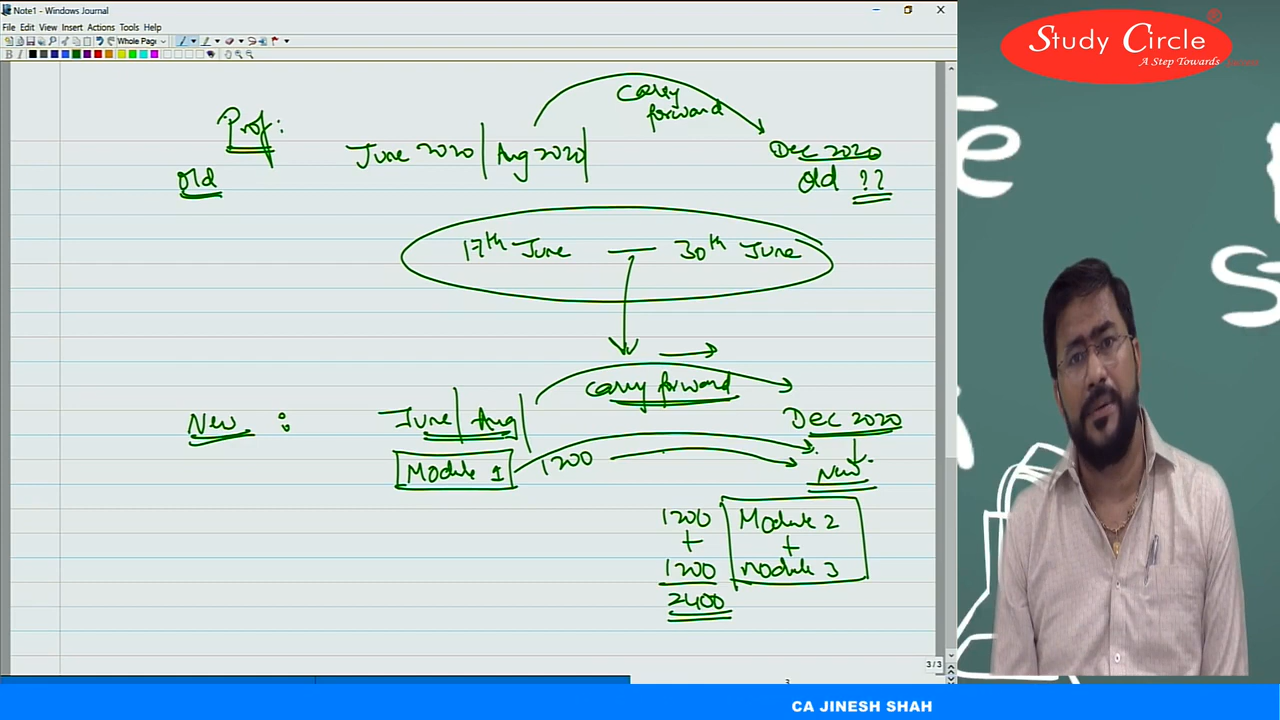 Note1 - Windows Journal
File Edit View Insert Actions Tools Help
Whole Page
B I
Study Circle
®
A Step Towards
Carry
forward
Prof:
June 2020 | Aug 2020 |
Dec 2020
Old
Old ??
17th June — 30th June
Carry forward
New :
June | Aug |
Dec 2020
Module 1
1200
New
1200
Module 2
+
+
1200
Module 3
2400
3/3
3
CA JINESH SHAH